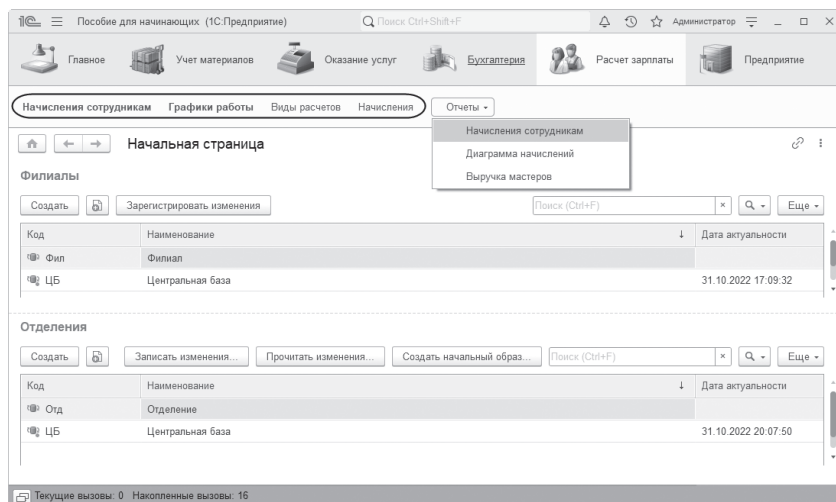 1С Пособие для начинающих (1С:Предприятие) Поиск Ctrl+Shift+F Администратор
Главное Учет материалов Оказание услуг Бухгалтерия Расчет зарплаты Предприятие
Начисления сотрудникам Графики работы Виды расчетов Начисления Отчеты
Начисления сотрудникам
Диаграмма начислений
Выручка мастеров
Начальная страница
Филиалы
Создать Зарегистрировать изменения Поиск (Ctrl+F) × Еще
Код Наименование ↓ Дата актуальности
Фил Филиал
ЦБ Центральная база 31.10.2022 17:09:32
Отделения
Создать Записать изменения... Прочитать изменения... Создать начальный образ... Поиск (Ctrl+F) × Еще
Код Наименование ↓ Дата актуальности
Отд Отделение
ЦБ Центральная база 31.10.2022 20:07:50
Текущие вызовы: 0 Накопленные вызовы: 16